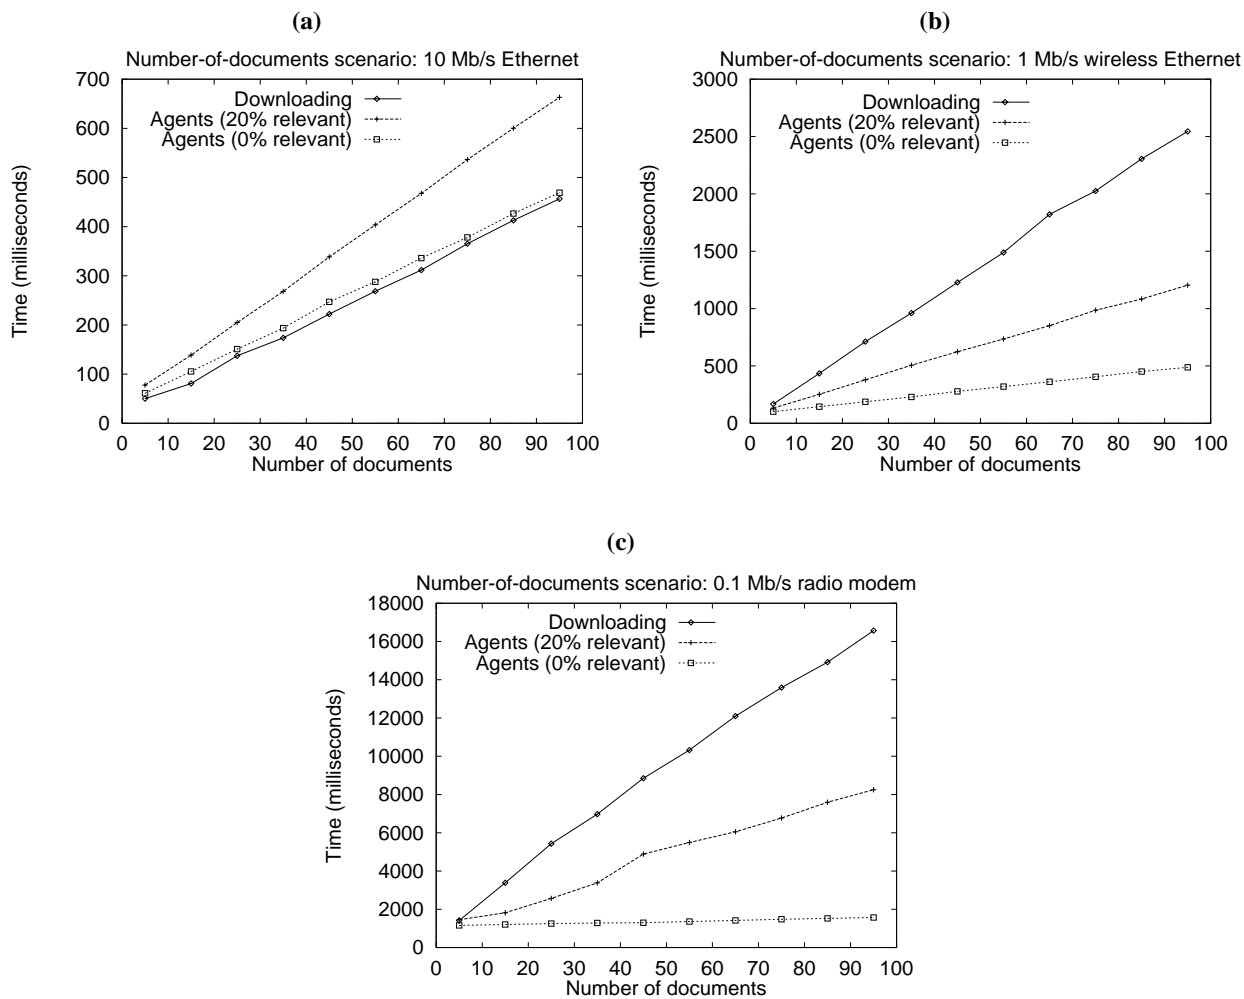 (a)
Number-of-documents scenario: 10 Mb/s Ethernet
700
600
500
400
300
200
100
0
Time (milliseconds)
Downloading
Agents (20% relevant)
Agents (0% relevant)
0 10 20 30 40 50 60 70 80 90 100
Number of documents
(b)
Number-of-documents scenario: 1 Mb/s wireless Ethernet
3000
2500
2000
1500
1000
500
0
Time (milliseconds)
Downloading
Agents (20% relevant)
Agents (0% relevant)
0 10 20 30 40 50 60 70 80 90 100
Number of documents
(c)
Number-of-documents scenario: 0.1 Mb/s radio modem
18000
16000
14000
12000
10000
8000
6000
4000
2000
0
Time (milliseconds)
Downloading
Agents (20% relevant)
Agents (0% relevant)
0 10 20 30 40 50 60 70 80 90 100
Number of documents